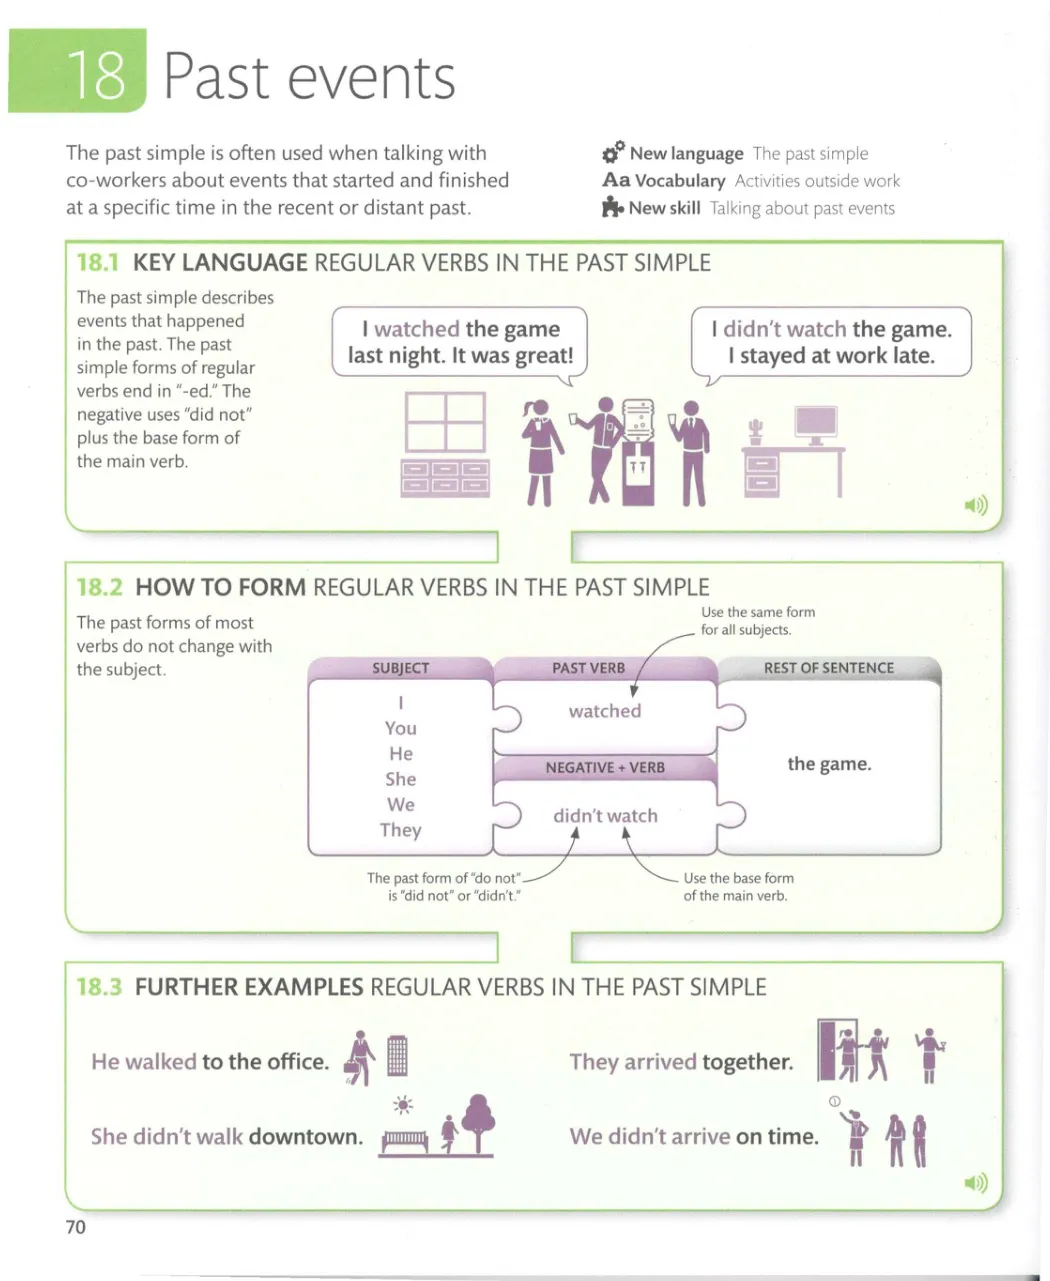 18 Past events
The past simple is often used when talking with
co-workers about events that started and finished
at a specific time in the recent or distant past.
New language The past simple
Aa Vocabulary Activities outside work
New skill Talking about past events
18.1 KEY LANGUAGE REGULAR VERBS IN THE PAST SIMPLE
The past simple describes
events that happened
in the past. The past
simple forms of regular
verbs end in "-ed." The
negative uses "did not"
plus the base form of
the main verb.
I watched the game
last night. It was great!
I didn't watch the game.
I stayed at work late.
18.2 HOW TO FORM REGULAR VERBS IN THE PAST SIMPLE
The past forms of most
verbs do not change with
the subject.
Use the same form
for all subjects.
SUBJECT
I
You
He
She
We
They
PAST VERB
watched
NEGATIVE + VERB
didn't watch
REST OF SENTENCE
the game.
The past form of "do not"
is "did not" or "didn't."
Use the base form
of the main verb.
18.3 FURTHER EXAMPLES REGULAR VERBS IN THE PAST SIMPLE
He walked to the office.
They arrived together.
She didn't walk downtown.
We didn't arrive on time.
70